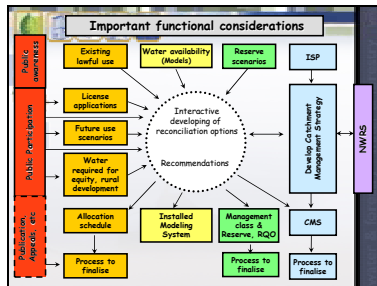 Important functional considerations
Public
awareness
Existing
lawful use
Water availability
(Models)
Reserve
scenarios
ISP
Public Participation
License
applications
Future use
scenarios
Water
required for
equity, rural
development
Interactive
developing of
reconciliation options
Recommendations
Develop Catchment
Management Strategy
NWRS
Publication,
Appeals, etc
Allocation
schedule
Installed
Modeling
System
Management
class &
Reserve, RQO
CMS
Process to
finalise
Process to
finalise
Process to
finalise